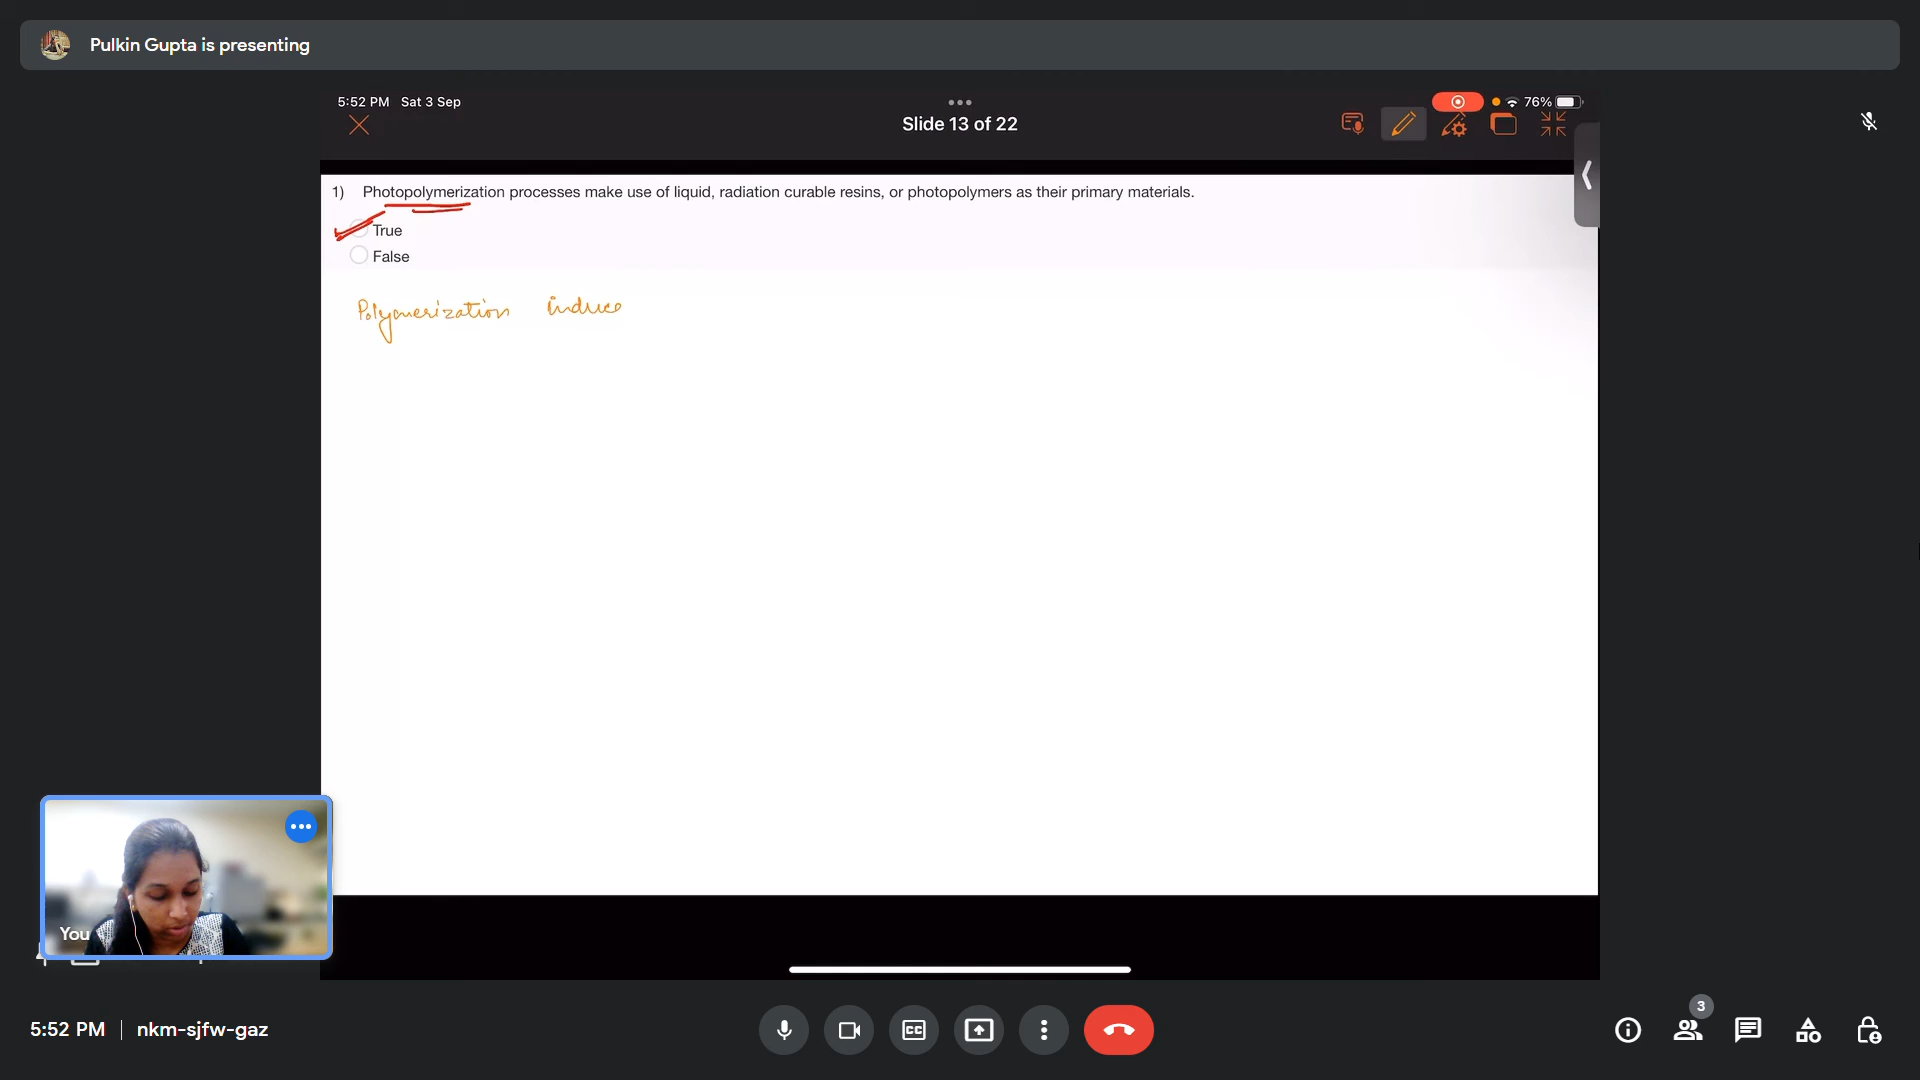 Pulkin Gupta is presenting
5:52 PM Sat 3 Sep
76%
Slide 13 of 22
1) Photopolymerization processes make use of liquid, radiation curable resins, or photopolymers as their primary materials.
True
False
Polymerization induce
You
5:52 PM | nkm-sjfw-gaz
CC
3